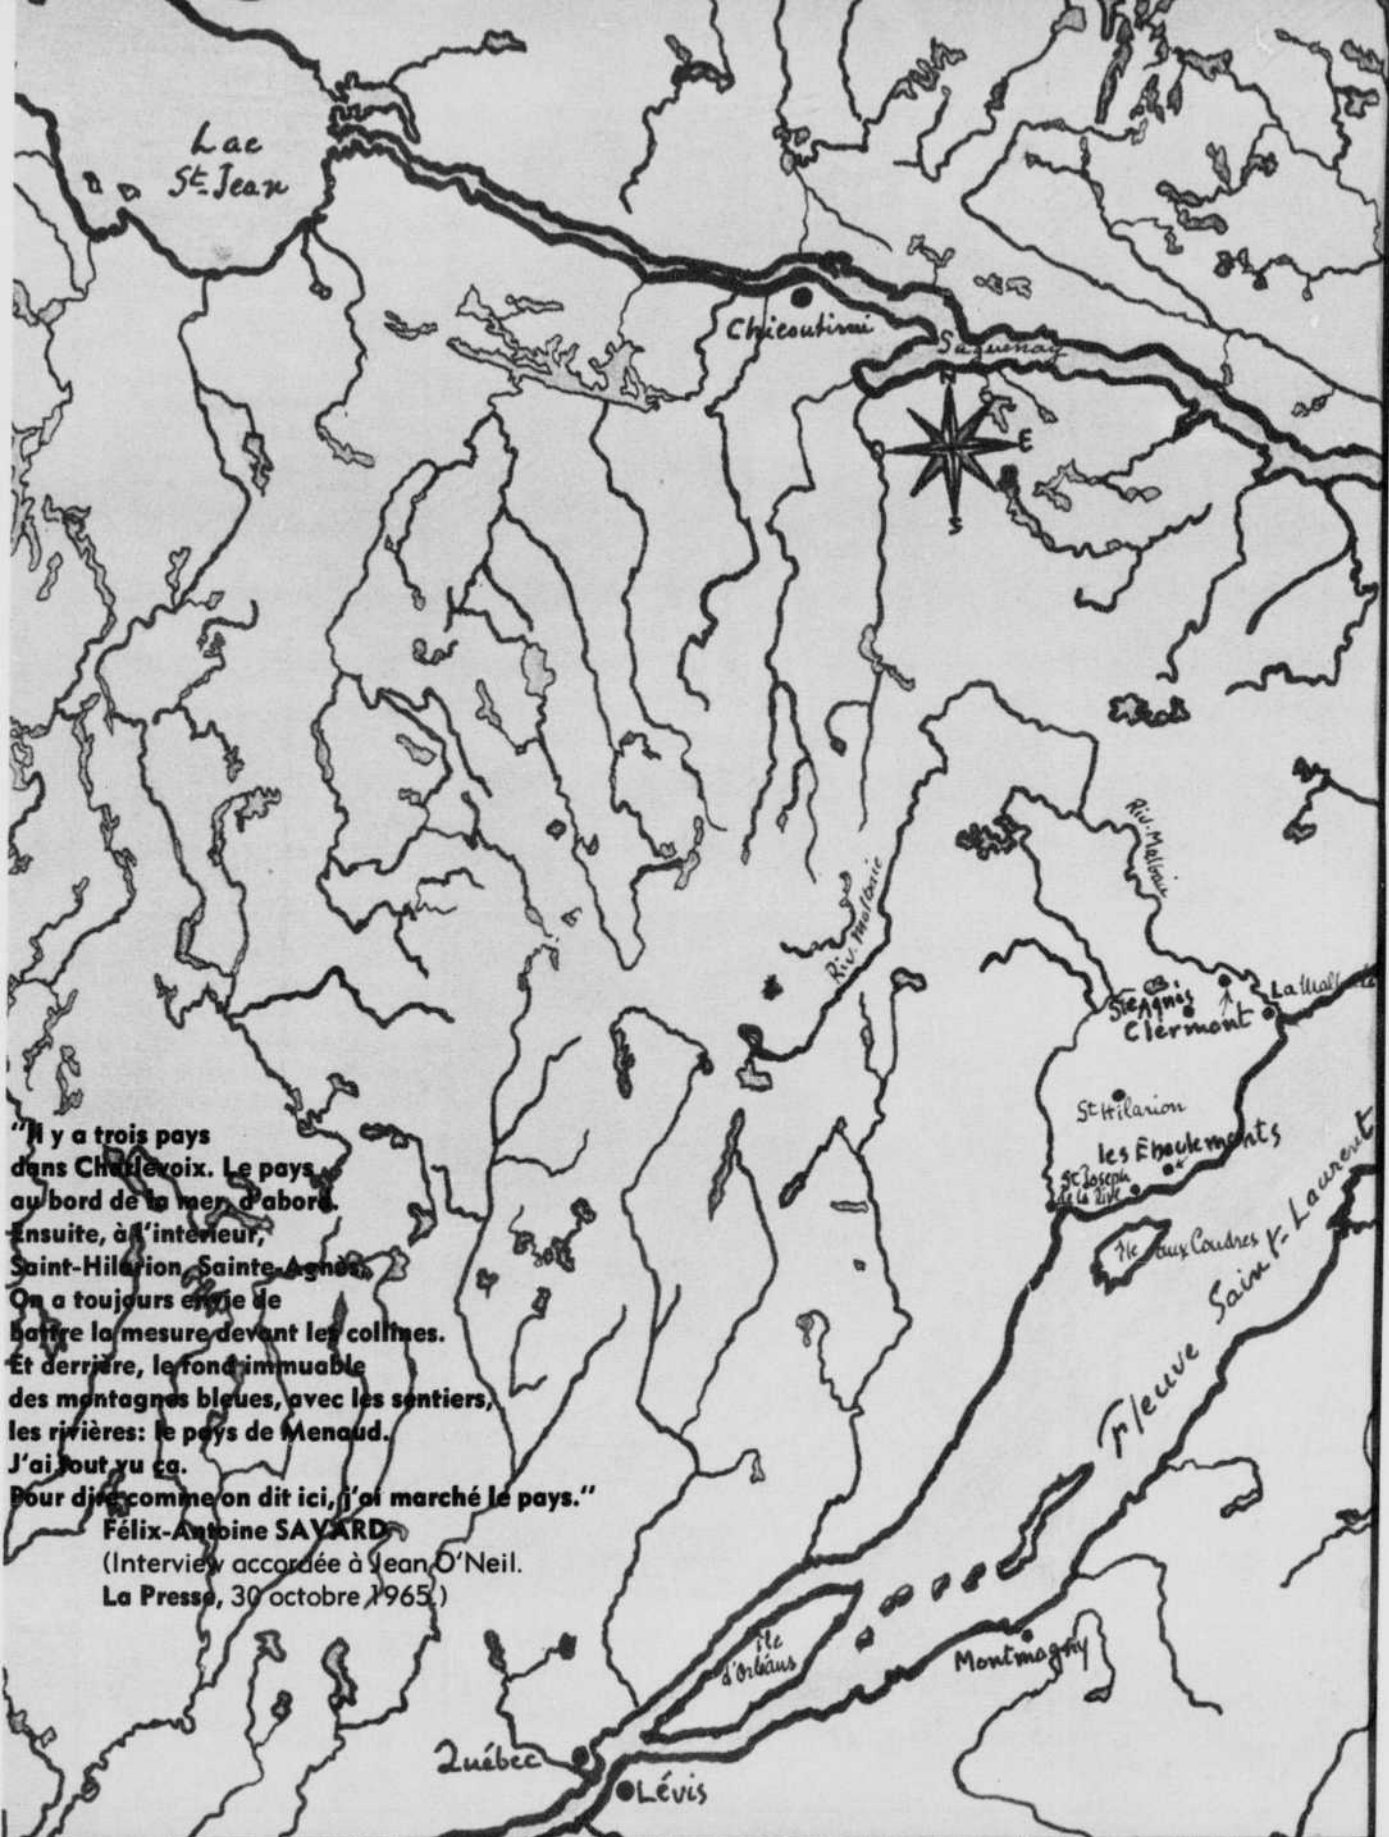 Lac
St-Jean
Chicoutimi
Saguenay
N
E
S
O
Riv. Malbaie
Riv. Malbaie
Ste Agnès
Clermont
St Hilarion
les Éboulements
St Joseph
de la Rive
Île aux Coudres
Fleuve Saint-Laurent
"Il y a trois pays
dans Charlevoix. Le pays
au bord de la mer, d'abord.
Ensuite, à l'intérieur,
Saint-Hilarion, Sainte-Agnès.
On a toujours envie de
battre la mesure devant les collines.
Et derrière, le fond immuable
des montagnes bleues, avec les sentiers,
les rivières: le pays de Menaud.
J'ai tout vu ça.
Pour dire comme on dit ici, j'ai marché le pays."
Félix-Antoine SAVARD
(Interview accordée à Jean O'Neil.
La Presse, 30 octobre 1965.)
île
d'Orléans
Montmagny
Québec
Lévis